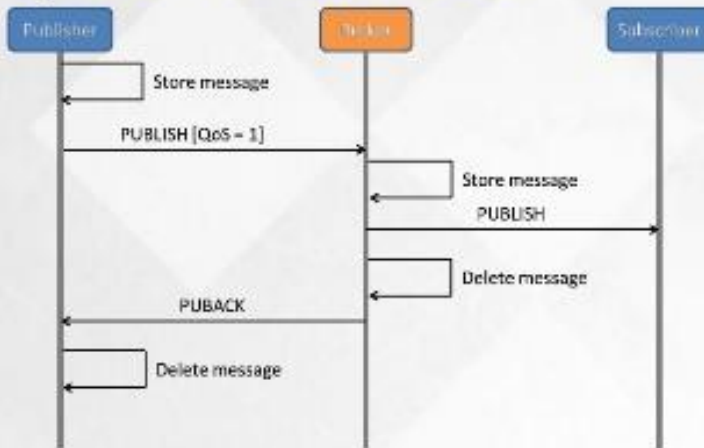 Publisher
Broker
Subscriber
Store message
PUBLISH [QoS = 1]
Store message
PUBLISH
Delete message
PUBACK
Delete message